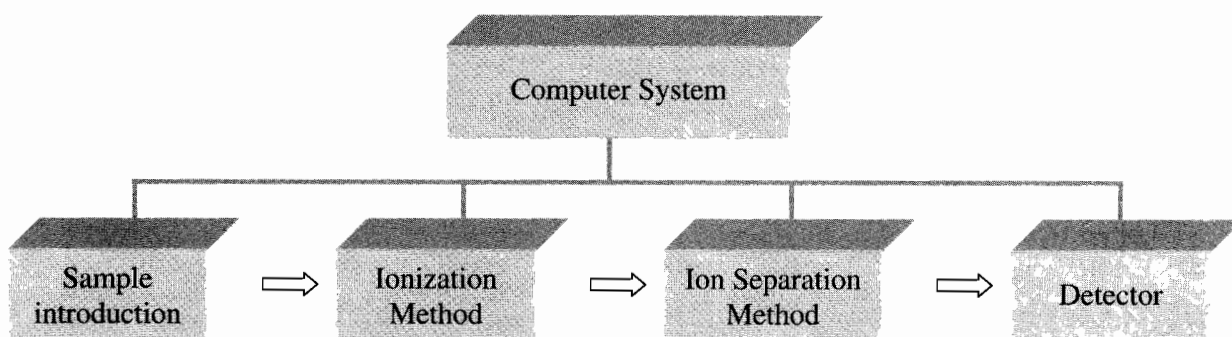 Computer System
Sample
introduction
Ionization
Method
Ion Separation
Method
Detector